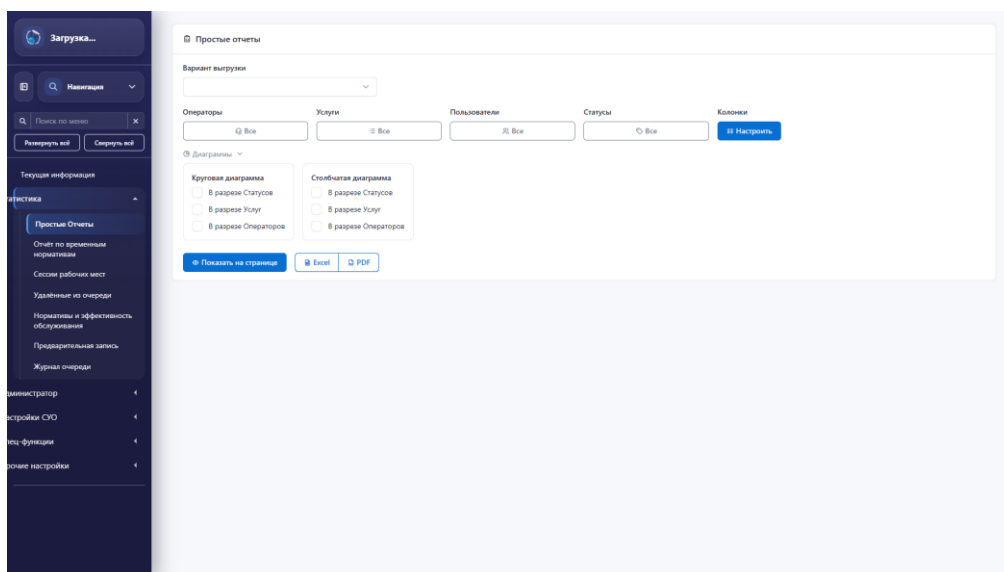 Загрузка...
Навигация
Поиск по меню
Развернуть всё Свернуть всё
Текущая информация
атистика
Простые Отчеты
Отчёт по временным
нормативам
Сессии рабочих мест
Удалённые из очереди
Нормативы и эффективность
обслуживания
Предварительная запись
Журнал очереди
дминистратор
астройки СУО
пец-функции
рочие настройки
Простые отчеты
Вариант выгрузки
Операторы Услуги Пользователи Статусы Колонки
Все Все Все Все Настроить
Диаграммы
Круговая диаграмма
В разрезе Статусов
В разрезе Услуг
В разрезе Операторов
Столбчатая диаграмма
В разрезе Статусов
В разрезе Услуг
В разрезе Операторов
Показать на странице Excel PDF